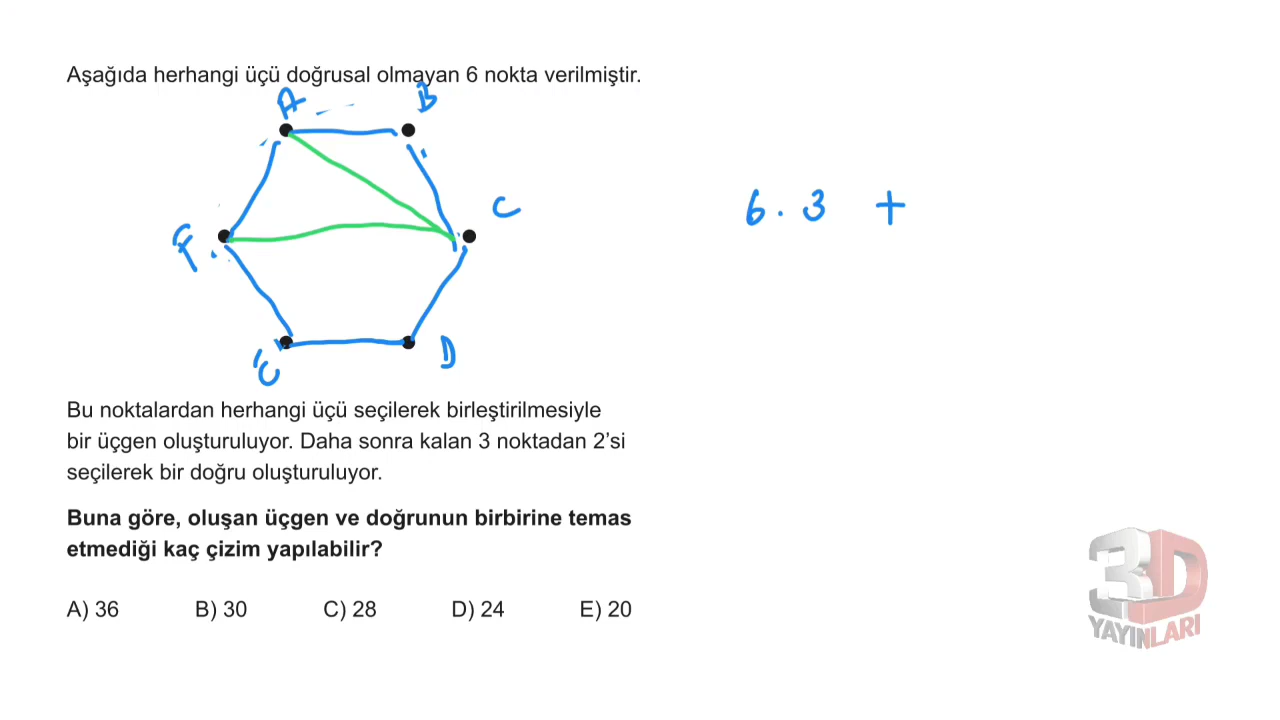 Aşağıda herhangi üçü doğrusal olmayan 6 nokta verilmiştir.
A
B
6.3 +
C
F
D
Bu noktalardan herhangi üçü seçilerek birleştirilmesiyle
bir üçgen oluşturuluyor. Daha sonra kalan 3 noktadan 2’si
seçilerek bir doğru oluşturuluyor.
Buna göre, oluşan üçgen ve doğrunun birbirine temas
etmediği kaç çizim yapılabilir?
A) 36 B) 30 C) 28 D) 24 E) 20
3D
YAYINLARI